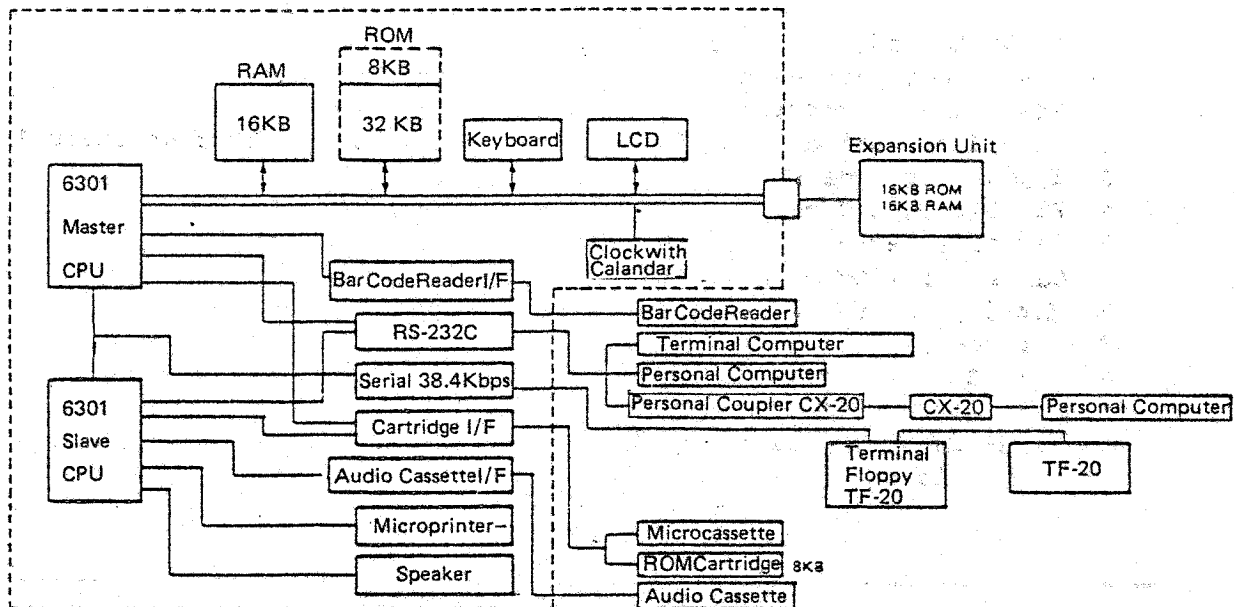 ROM
8KB
RAM
16KB
32 KB
Keyboard
LCD
Expansion Unit
16KB ROM
16KB RAM
6301
Master
CPU
Clockwith
Calandar
BarCodeReaderI/F
BarCodeReader
RS-232C
Terminal Computer
Serial 38.4Kbps
Personal Computer
6301
Slave
CPU
Personal Coupler CX-20
CX-20
Personal Computer
Cartridge I/F
Terminal
Floppy
TF-20
TF-20
Audio CassetteI/F
Microprinter–
Microcassette
ROMCartridge 8KB
Speaker
Audio Cassette